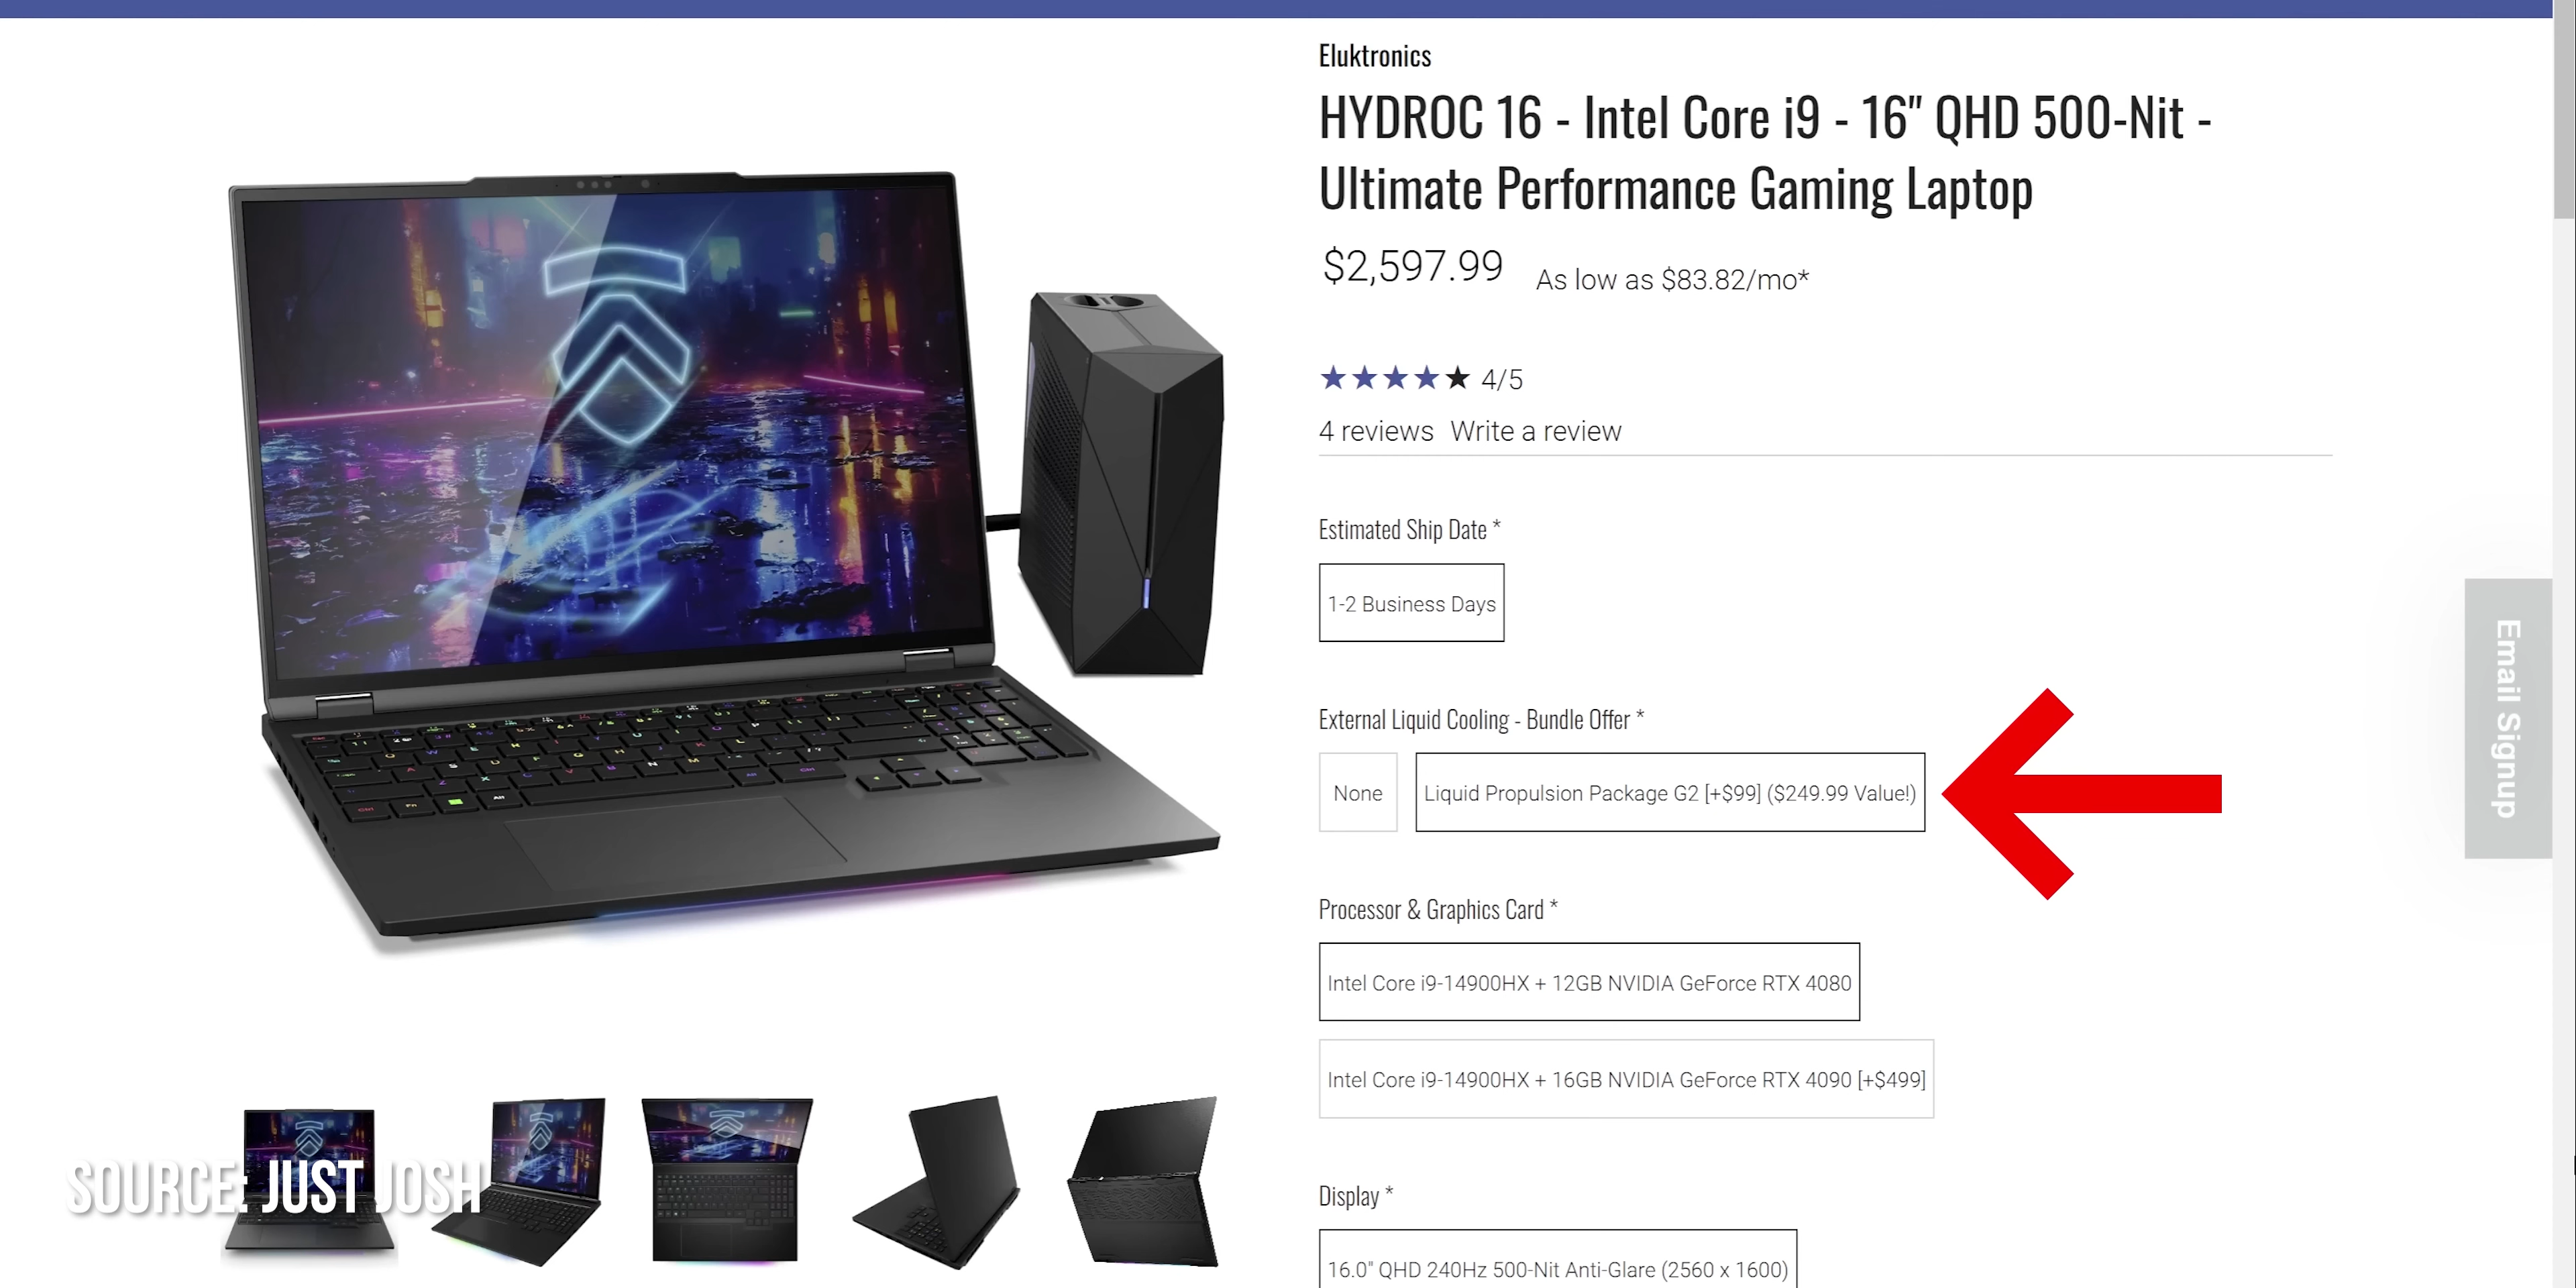 Eluktronics
HYDROC 16 - Intel Core i9 - 16" QHD 500-Nit -
Ultimate Performance Gaming Laptop
$2,597.99 As low as $83.82/mo*
4/5
4 reviews Write a review
Estimated Ship Date *
1-2 Business Days
External Liquid Cooling - Bundle Offer *
None
Liquid Propulsion Package G2 [+$99] ($249.99 Value!)
Processor & Graphics Card *
Intel Core i9-14900HX + 12GB NVIDIA GeForce RTX 4080
Intel Core i9-14900HX + 16GB NVIDIA GeForce RTX 4090 [+$499]
Display *
16.0" QHD 240Hz 500-Nit Anti-Glare (2560 x 1600)
Email Signup
SOURCE: JUST JOSH